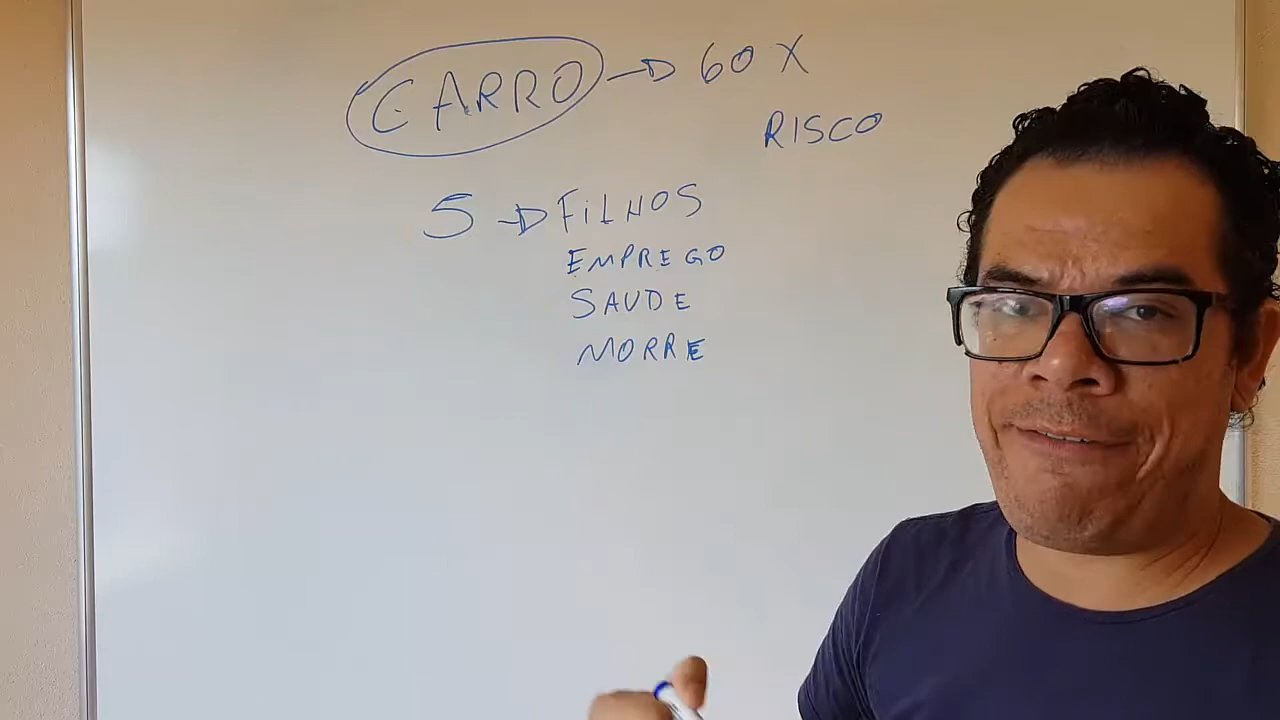 CARRO → 60 X
RISCO
5 → FILHOS
EMPREGO
SAUDE
MORRE